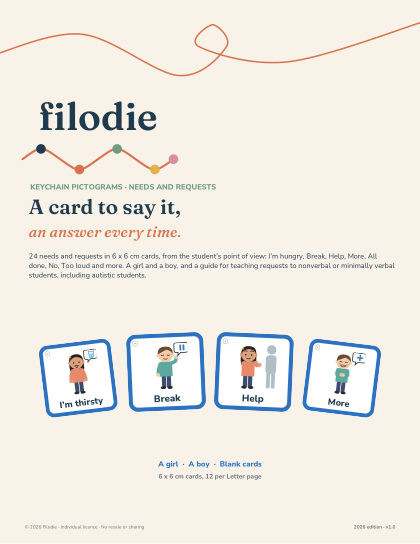 filodie
KEYCHAIN PICTOGRAMS · NEEDS AND REQUESTS
A card to say it,
an answer every time.
24 needs and requests in 6 x 6 cm cards, from the student's point of view: I'm hungry, Break, Help, More, All
done, No, Too loud and more. A girl and a boy, and a guide for teaching requests to nonverbal or minimally verbal
students, including autistic students.
I'm thirsty
Break
Help
More
A girl · A boy · Blank cards
6 x 6 cm cards, 12 per Letter page
© 2026 Filodie · Individual licence · No resale or sharing
2026 edition · v1.0